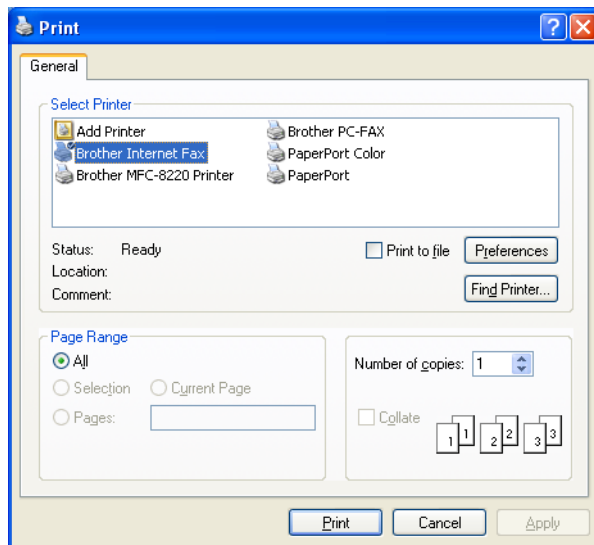 Print
General
Select Printer
Add Printer
Brother PC-FAX
Brother Internet Fax
PaperPort Color
Brother MFC-8220 Printer
PaperPort
Status: Ready
Print to file
Preferences
Location:
Comment:
Find Printer...
Page Range
All
Selection
Current Page
Pages:
Number of copies: 1
Collate
1 1 2 2 3 3
Print
Cancel
Apply